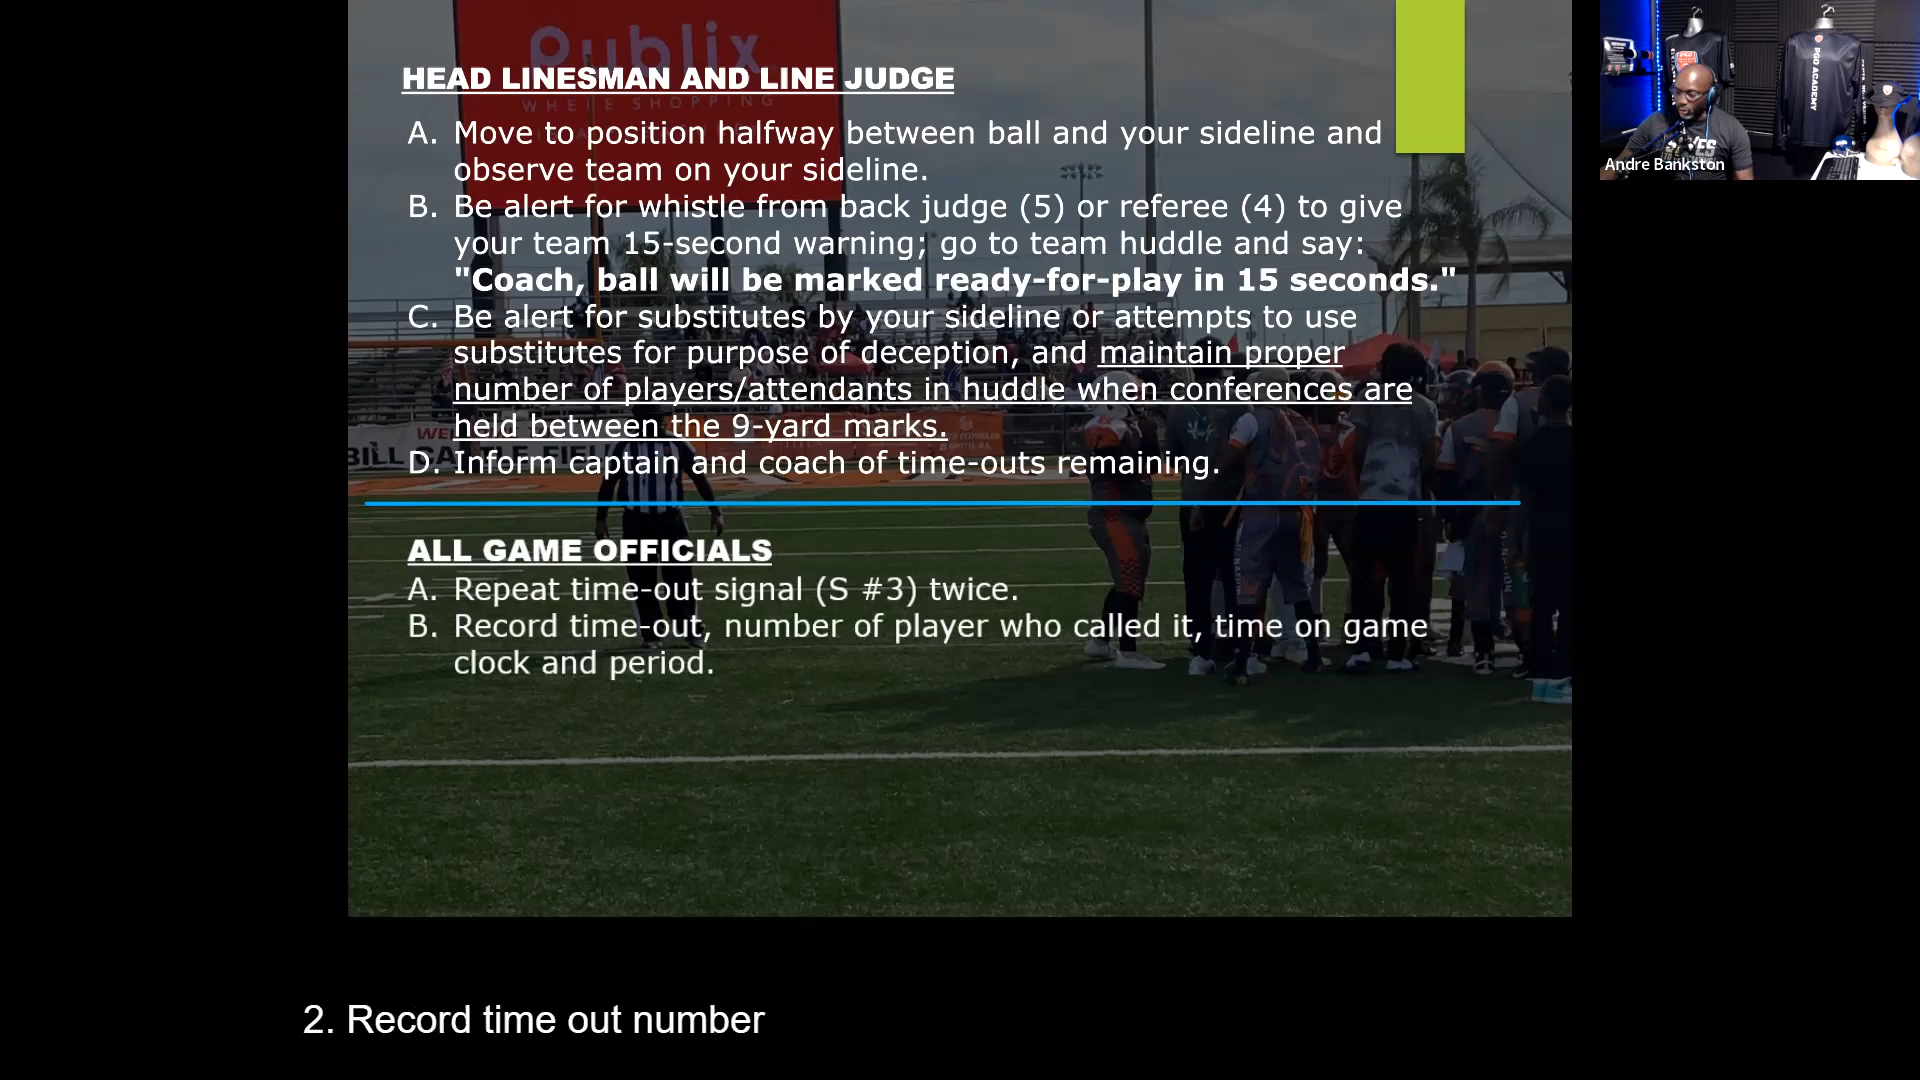 publix
WHERE SHOPPING
HEAD LINESMAN AND LINE JUDGE
A. Move to position halfway between ball and your sideline and
observe team on your sideline.
B. Be alert for whistle from back judge (5) or referee (4) to give
your team 15-second warning; go to team huddle and say:
"Coach, ball will be marked ready-for-play in 15 seconds."
C. Be alert for substitutes by your sideline or attempts to use
substitutes for purpose of deception, and maintain proper
number of players/attendants in huddle when conferences are
held between the 9-yard marks.
D. Inform captain and coach of time-outs remaining.
ALL GAME OFFICIALS
A. Repeat time-out signal (S #3) twice.
B. Record time-out, number of player who called it, time on game
clock and period.
PGO ACADEMY
Andre Bankston
2. Record time out number